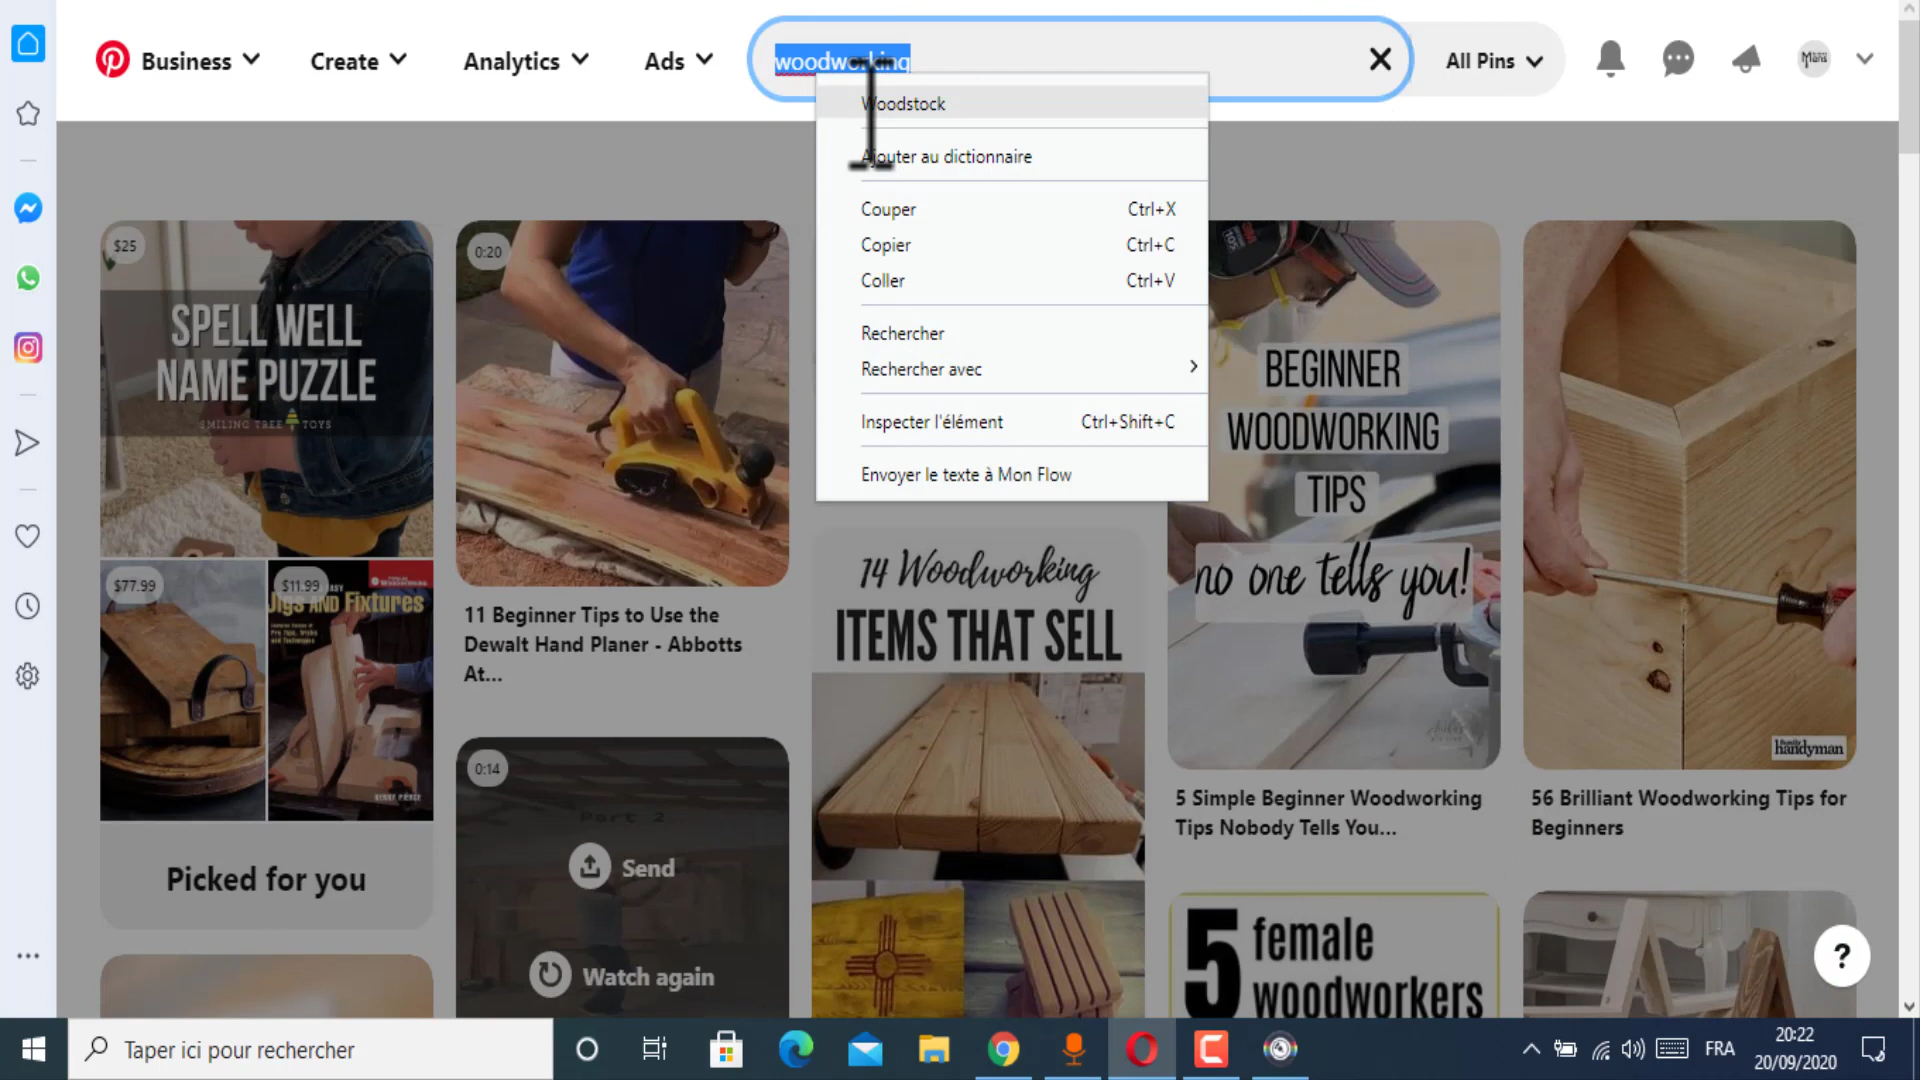 Business
Create
Analytics
Ads
woodworking
All Pins
Woodstock
Ajouter au dictionnaire
Couper Ctrl+X
Copier Ctrl+C
Coller Ctrl+V
Rechercher
Rechercher avec
Inspecter l'élément Ctrl+Shift+C
Envoyer le texte à Mon Flow
$25
SPELL WELL
NAME PUZZLE
SMILING TREE TOYS
$77.99
$11.99
JIGS AND FIXTURES
Picked for you
0:20
11 Beginner Tips to Use the
Dewalt Hand Planer - Abbotts
At...
0:14
Part 2
Send
Watch again
14 Woodworking
ITEMS THAT SELL
BEGINNER
WOODWORKING
TIPS
no one tells you!
5 Simple Beginner Woodworking
Tips Nobody Tells You...
5 female
woodworkers
handyman
56 Brilliant Woodworking Tips for
Beginners
?
Taper ici pour rechercher
FRA
20:22
20/09/2020